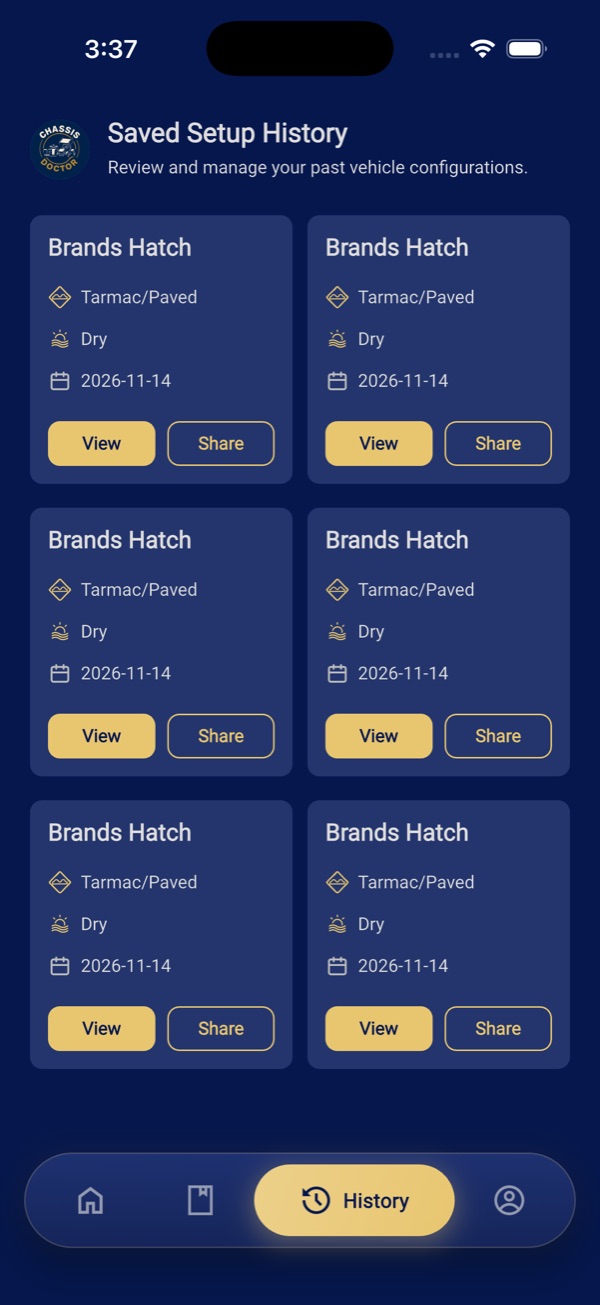 3:37
CHASSIS
DOCTOR
Saved Setup History
Review and manage your past vehicle configurations.
Brands Hatch
Tarmac/Paved
Dry
2026-11-14
View Share
Brands Hatch
Tarmac/Paved
Dry
2026-11-14
View Share
Brands Hatch
Tarmac/Paved
Dry
2026-11-14
View Share
Brands Hatch
Tarmac/Paved
Dry
2026-11-14
View Share
Brands Hatch
Tarmac/Paved
Dry
2026-11-14
View Share
Brands Hatch
Tarmac/Paved
Dry
2026-11-14
View Share
History